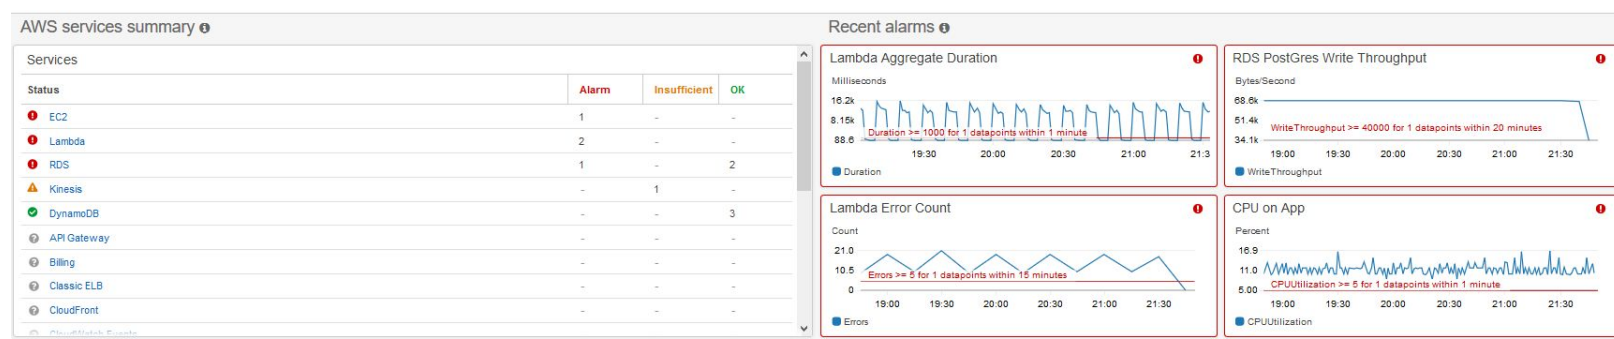 AWS services summary
Services
Status Alarm Insufficient OK
EC2 1 - -
Lambda 2 - -
RDS 1 - 2
Kinesis - 1 -
DynamoDB - - 3
API Gateway - - -
Billing - - -
Classic ELB - - -
CloudFront - - -
CloudWatch Events
Recent alarms
Lambda Aggregate Duration
Milliseconds
16.2k
8.15k
88.6
Duration >= 1000 for 1 datapoints within 1 minute
19:30 20:00 20:30 21:00 21:3
Duration
RDS PostGres Write Throughput
Bytes/Second
68.6k
51.4k
34.1k
WriteThroughput >= 40000 for 1 datapoints within 20 minutes
19:00 19:30 20:00 20:30 21:00 21:30
WriteThroughput
Lambda Error Count
Count
21.0
10.5
0
Errors >= 5 for 1 datapoints within 15 minutes
19:00 19:30 20:00 20:30 21:00 21:30
Errors
CPU on App
Percent
16.9
11.0
5.00
CPUUtilization >= 5 for 1 datapoints within 1 minute
19:00 19:30 20:00 20:30 21:00 21:30
CPUUtilization